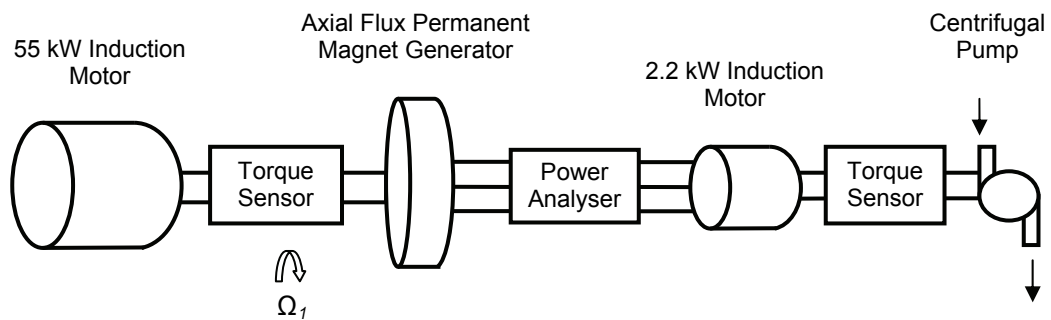 Axial Flux Permanent
Magnet Generator
55 kW Induction
Motor
2.2 kW Induction
Motor
Centrifugal
Pump
Torque
Sensor
Power
Analyser
Torque
Sensor
Ω1